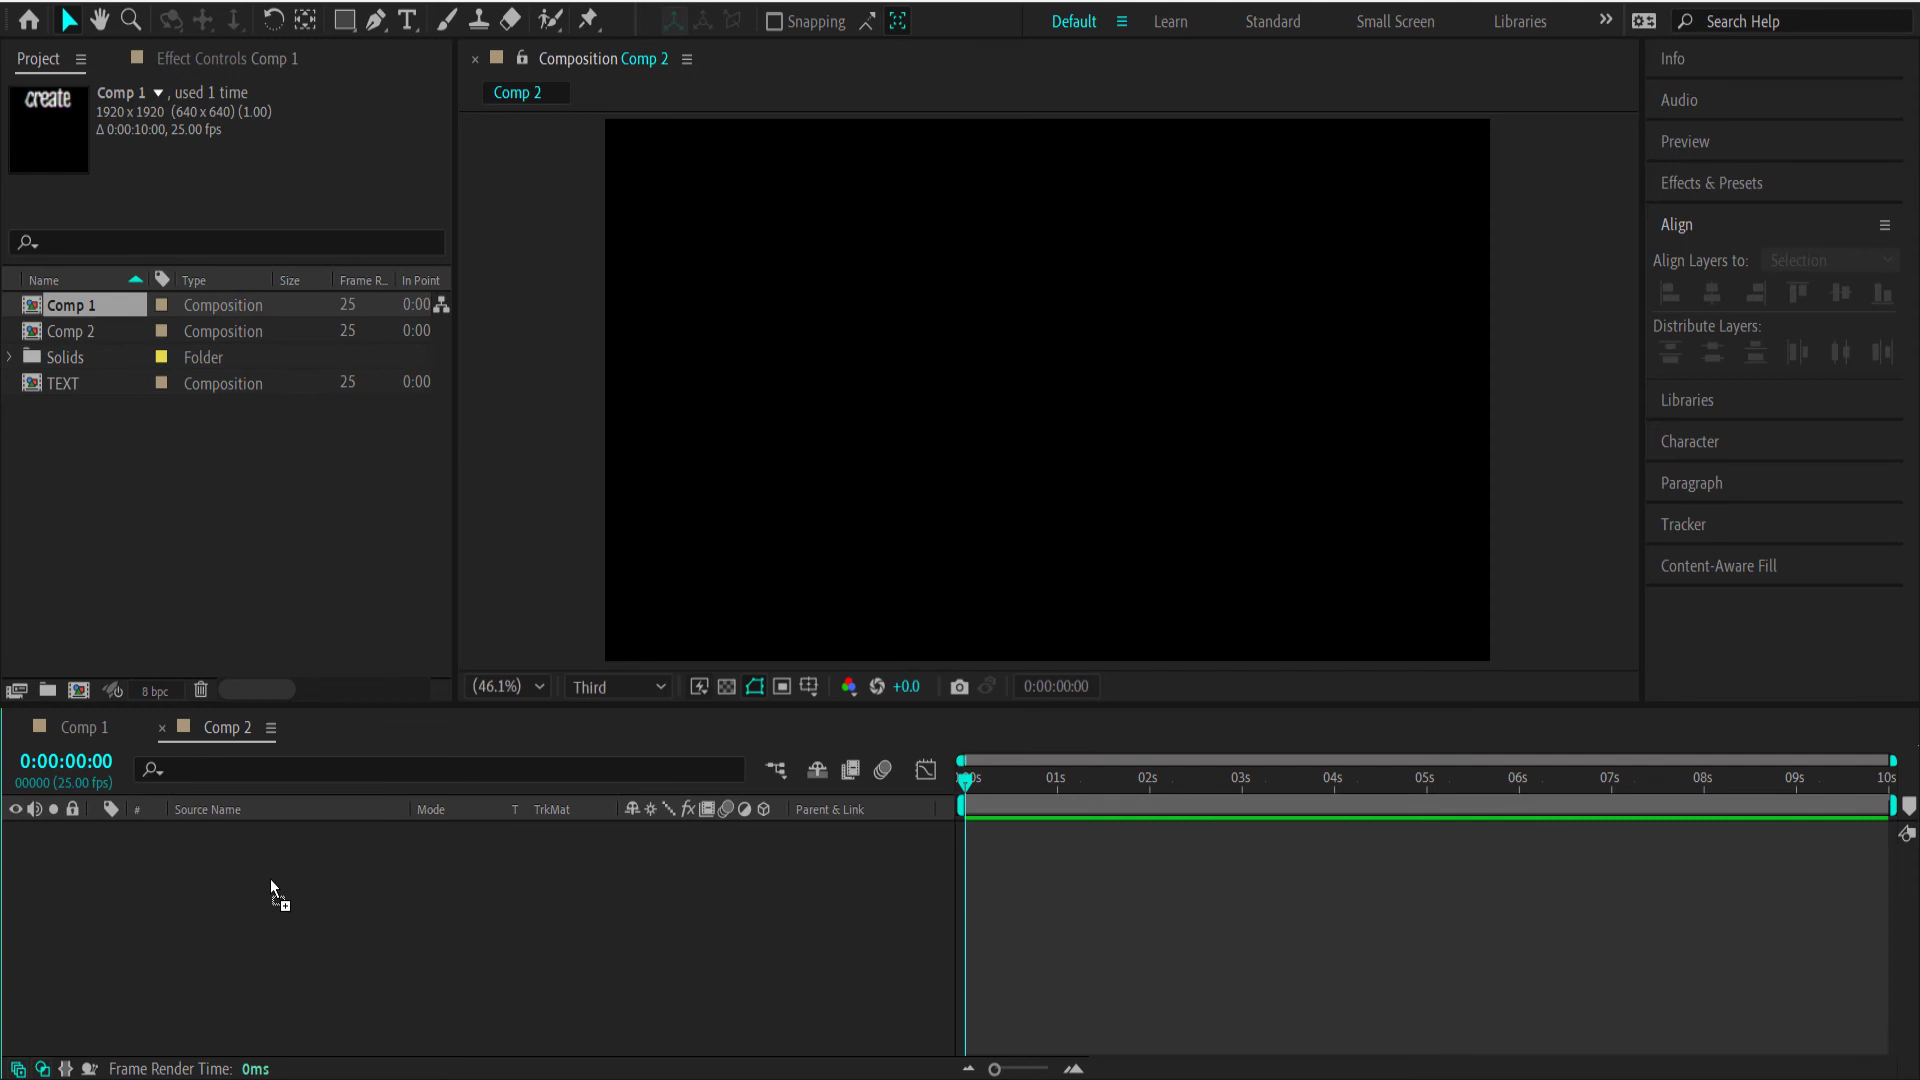 Snapping
Default
Learn
Standard
Small Screen
Libraries
Search Help
Project
Effect Controls Comp 1
Composition Comp 2
Comp 2
create
Comp 1 , used 1 time
1920 x 1920 (640 x 640) (1.00)
Δ 0:00:10:00, 25.00 fps
Name
Type
Size
Frame R...
In Point
Comp 1
Composition
25
0:00
Comp 2
Composition
25
0:00
Solids
Folder
TEXT
Composition
25
0:00
8 bpc
(46.1%)
Third
+0.0
0:00:00:00
Info
Audio
Preview
Effects & Presets
Align
Align Layers to:
Selection
Distribute Layers:
Libraries
Character
Paragraph
Tracker
Content-Aware Fill
Comp 1
Comp 2
0:00:00:00
00000 (25.00 fps)
#
Source Name
Mode
T
TrkMat
fx
Parent & Link
01s
02s
03s
04s
05s
06s
07s
08s
09s
10s
Frame Render Time: 0ms